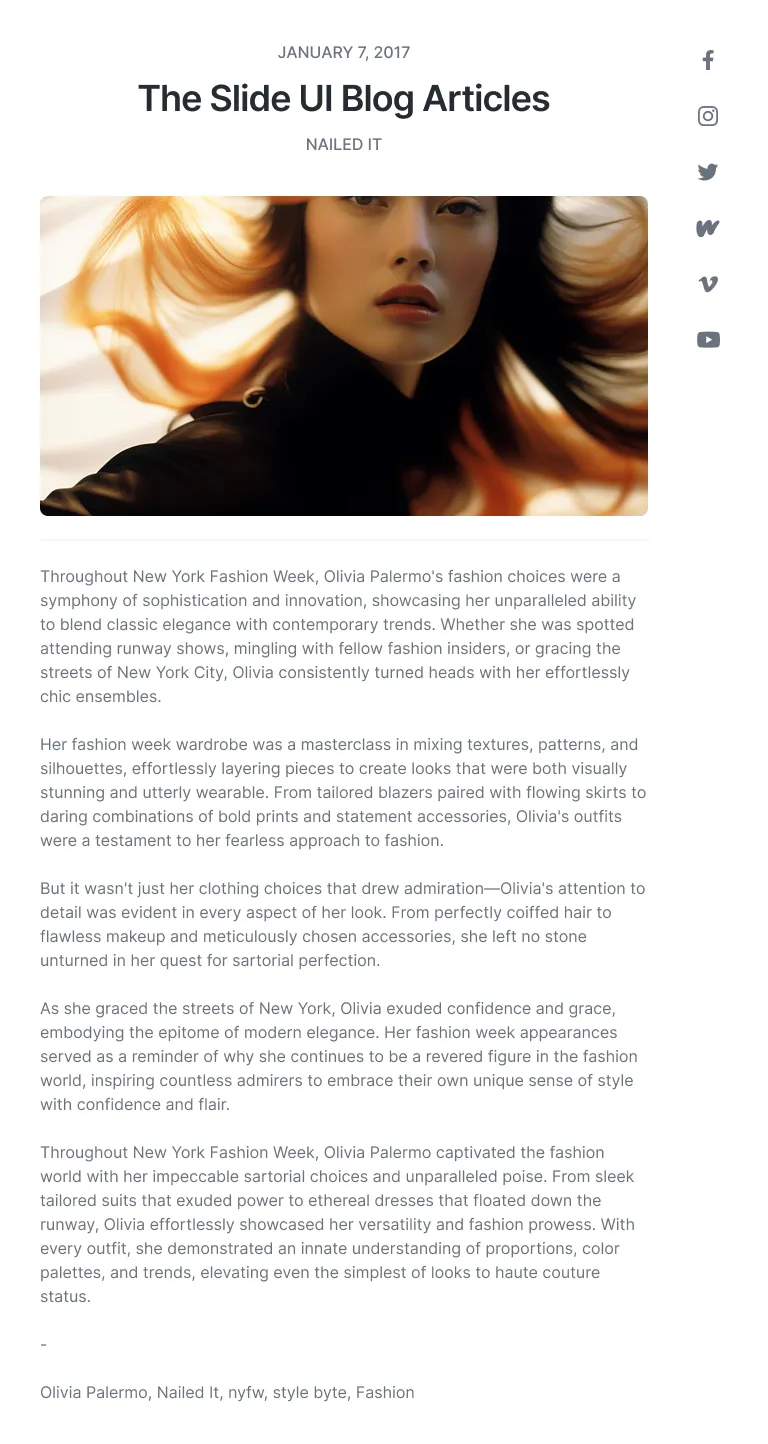 JANUARY 7, 2017
The Slide UI Blog Articles
NAILED IT
Throughout New York Fashion Week, Olivia Palermo's fashion choices were a
symphony of sophistication and innovation, showcasing her unparalleled ability
to blend classic elegance with contemporary trends. Whether she was spotted
attending runway shows, mingling with fellow fashion insiders, or gracing the
streets of New York City, Olivia consistently turned heads with her effortlessly
chic ensembles.
Her fashion week wardrobe was a masterclass in mixing textures, patterns, and
silhouettes, effortlessly layering pieces to create looks that were both visually
stunning and utterly wearable. From tailored blazers paired with flowing skirts to
daring combinations of bold prints and statement accessories, Olivia's outfits
were a testament to her fearless approach to fashion.
But it wasn't just her clothing choices that drew admiration—Olivia's attention to
detail was evident in every aspect of her look. From perfectly coiffed hair to
flawless makeup and meticulously chosen accessories, she left no stone
unturned in her quest for sartorial perfection.
As she graced the streets of New York, Olivia exuded confidence and grace,
embodying the epitome of modern elegance. Her fashion week appearances
served as a reminder of why she continues to be a revered figure in the fashion
world, inspiring countless admirers to embrace their own unique sense of style
with confidence and flair.
Throughout New York Fashion Week, Olivia Palermo captivated the fashion
world with her impeccable sartorial choices and unparalleled poise. From sleek
tailored suits that exuded power to ethereal dresses that floated down the
runway, Olivia effortlessly showcased her versatility and fashion prowess. With
every outfit, she demonstrated an innate understanding of proportions, color
palettes, and trends, elevating even the simplest of looks to haute couture
status.
-
Olivia Palermo, Nailed It, nyfw, style byte, Fashion